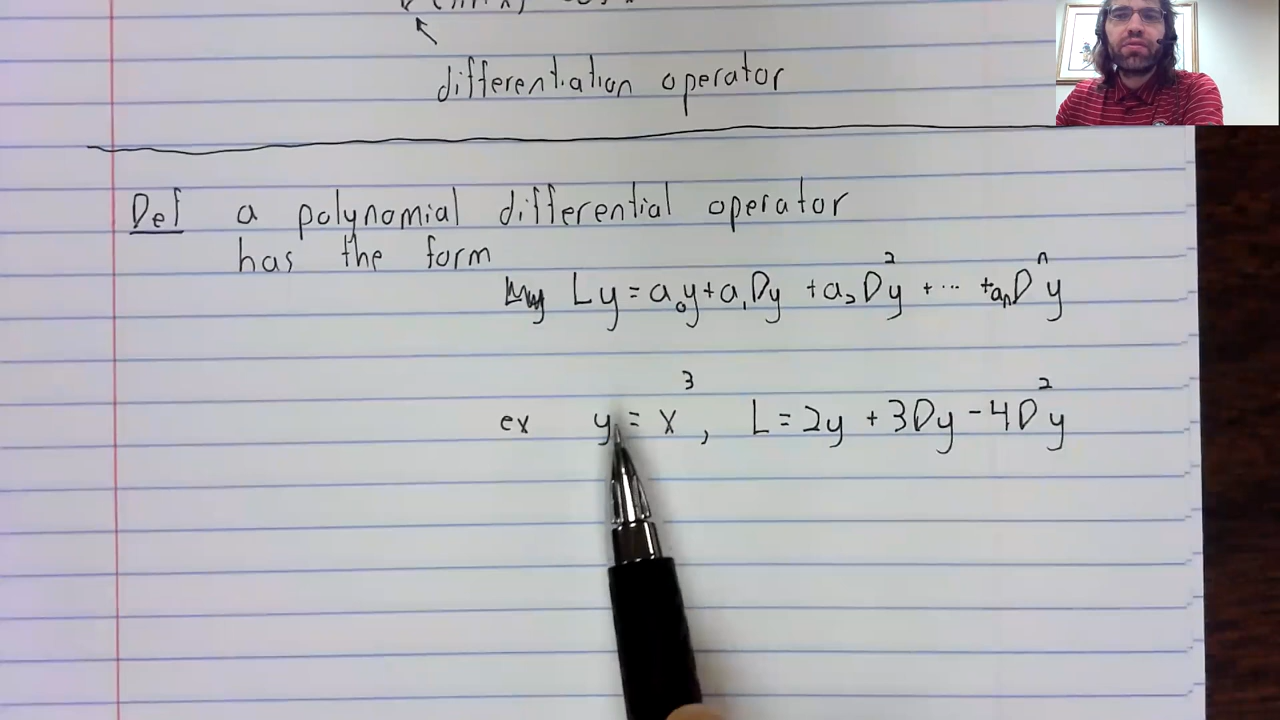 differentiation operator
Def a polynomial differential operator
has the form
Ly = a₀y + a₁Dy + a₂D²y + ⋯ + aₙDⁿy
ex y = x³, L = 2y + 3Dy - 4D²y